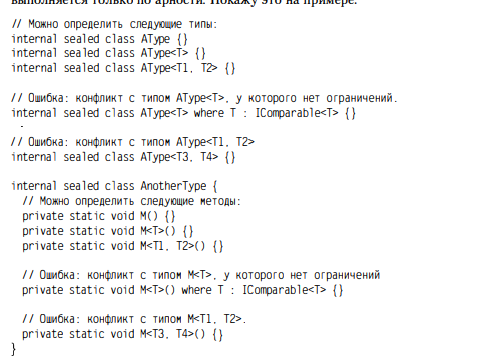 выполняется только по арности. Покажу это на примере.
// Можно определить следующие типы:
internal sealed class AType {}
internal sealed class AType<T> {}
internal sealed class AType<T1, T2> {}
// Ошибка: конфликт с типом AType<T>, у которого нет ограничений.
internal sealed class AType<T> where T : IComparable<T> {}
// Ошибка: конфликт с типом AType<T1, T2>
internal sealed class AType<T3, T4> {}
internal sealed class AnotherType {
// Можно определить следующие методы:
private static void M() {}
private static void M<T>() {}
private static void M<T1, T2>() {}
// Ошибка: конфликт с типом M<T>, у которого нет ограничений
private static void M<T>() where T : IComparable<T> {}
// Ошибка: конфликт с типом M<T1, T2>.
private static void M<T3, T4>() {}
}